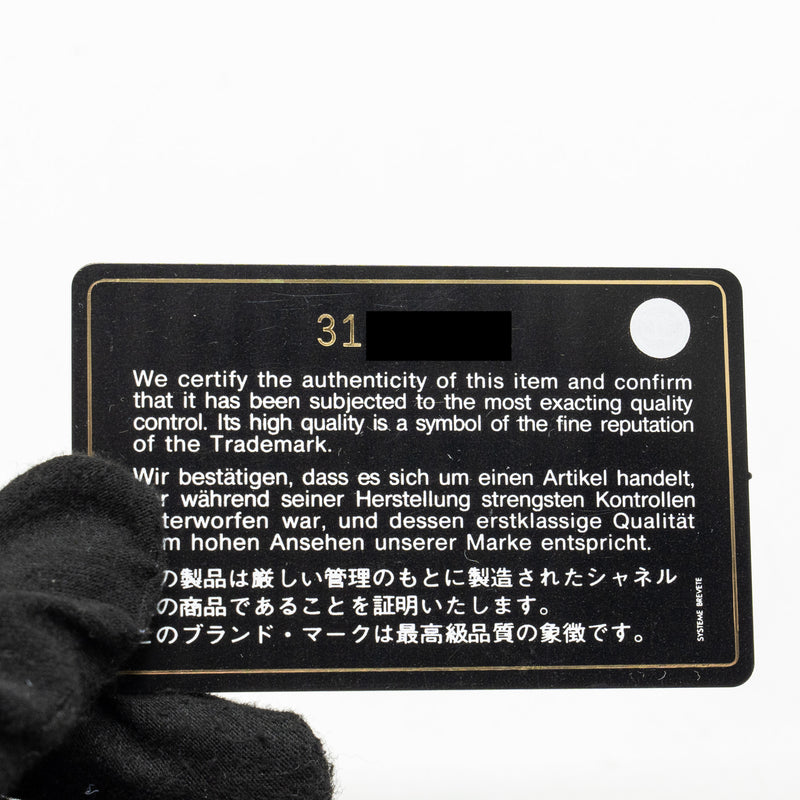 31
We certify the authenticity of this item and confirm
that it has been subjected to the most exacting quality
control. Its high quality is a symbol of the fine reputation
of the Trademark.
Wir bestätigen, dass es sich um einen Artikel handelt,
während seiner Herstellung strengsten Kontrollen
war, und dessen erstklassige Qualität
hohen Ansehen unserer Marke entspricht.
の製品は厳しい管理のもとに製造されたシャネル
の商品であることを証明いたします。
このブランド・マークは最高級品質の象徴です。
SYSTEME BREVETE